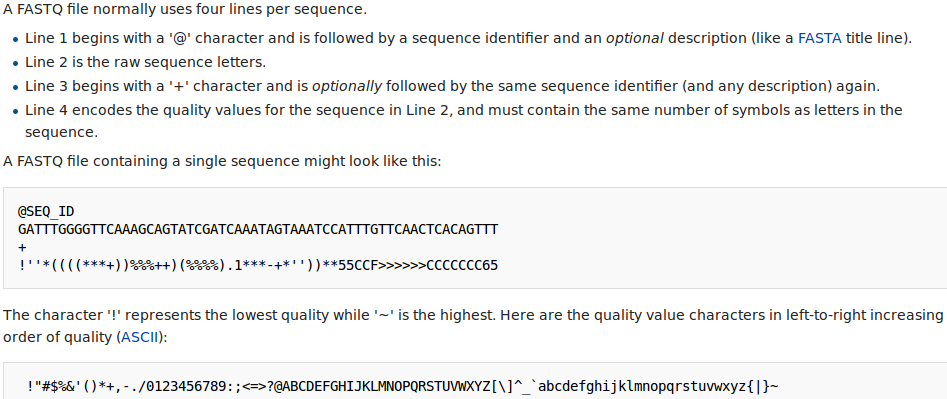 A FASTQ file normally uses four lines per sequence.
Line 1 begins with a '@' character and is followed by a sequence identifier and an optional description (like a FASTA title line).
Line 2 is the raw sequence letters.
Line 3 begins with a '+' character and is optionally followed by the same sequence identifier (and any description) again.
Line 4 encodes the quality values for the sequence in Line 2, and must contain the same number of symbols as letters in the
sequence.
A FASTQ file containing a single sequence might look like this:
@SEQ_ID
GATTTGGGGTTCAAAGCAGTATCGATCAAATAGTAAATCCATTTGTTCAACTCACAGTTT
+
!''*((((***+))%%%++)(%%%%).1***-+*''))**55CCF>>>>>>CCCCCCC65
The character '!' represents the lowest quality while '~' is the highest. Here are the quality value characters in left-to-right increasing
order of quality (ASCII):
!"#$%&'()*+,-./0123456789:;<=>?@ABCDEFGHIJKLMNOPQRSTUVWXYZ[\]^_`abcdefghijklmnopqrstuvwxyz{|}~